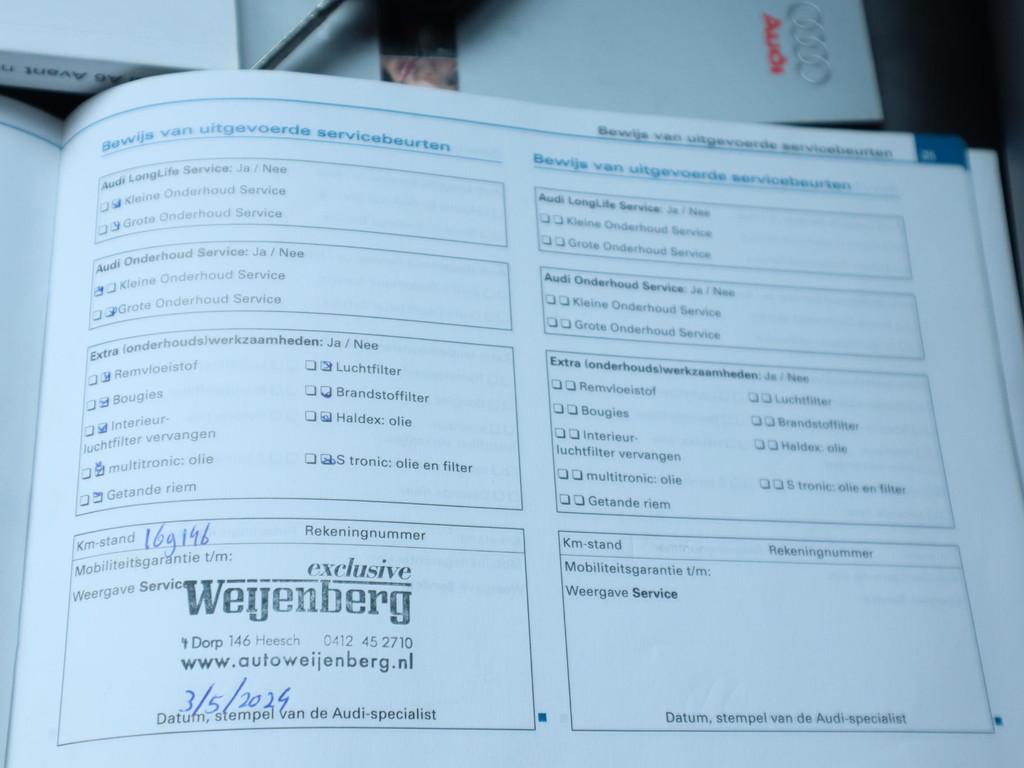 A6 Avant
Audi
Bewijs van uitgevoerde servicebeurten
20
Bewijs van uitgevoerde servicebeurten
Audi LongLife Service: Ja / Nee
Kleine Onderhoud Service
Grote Onderhoud Service
Audi Onderhoud Service: Ja / Nee
Kleine Onderhoud Service
Grote Onderhoud Service
Extra (onderhouds)werkzaamheden: Ja / Nee
Remvloeistof
Luchtfilter
Bougies
Brandstoffilter
Interieur-
luchtfilter vervangen
Haldex: olie
multitronic: olie
S tronic: olie en filter
Getande riem
Km-stand 169146
Rekeningnummer
Mobiliteitsgarantie t/m:
Weergave Service
exclusive
Weijenberg
't Dorp 146 Heesch 0412 45 2710
www.autoweijenberg.nl
3/5/2024
Datum, stempel van de Audi-specialist
Bewijs van uitgevoerde servicebeurten
Audi LongLife Service: Ja / Nee
Kleine Onderhoud Service
Grote Onderhoud Service
Audi Onderhoud Service: Ja / Nee
Kleine Onderhoud Service
Grote Onderhoud Service
Extra (onderhouds)werkzaamheden: Ja / Nee
Remvloeistof
Luchtfilter
Bougies
Brandstoffilter
Interieur-
luchtfilter vervangen
Haldex: olie
multitronic: olie
S tronic: olie en filter
Getande riem
Km-stand
Rekeningnummer
Mobiliteitsgarantie t/m:
Weergave Service
Datum, stempel van de Audi-specialist